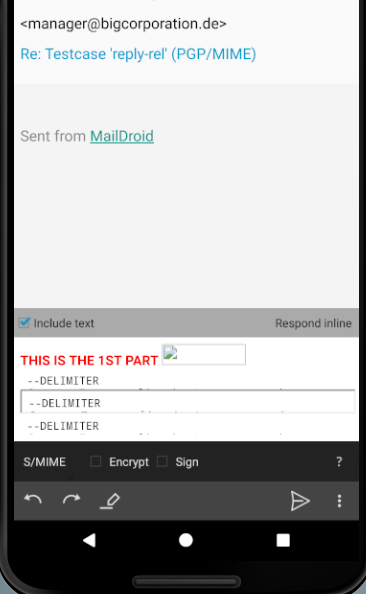 <manager@bigcorporation.de>
Re: Testcase 'reply-rel' (PGP/MIME)
Sent from MailDroid
Include text Respond inline
THIS IS THE 1ST PART
--DELIMITER
--DELIMITER
--DELIMITER
S/MIME Encrypt Sign ?